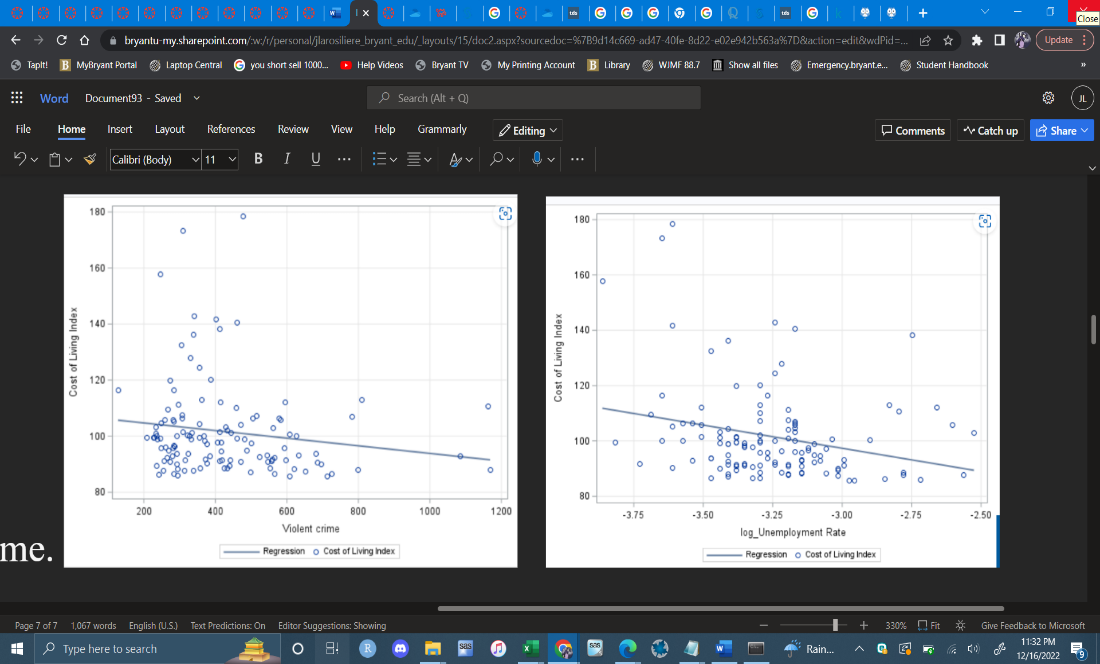 Close
bryantu-my.sharepoint.com/:w:/r/personal/jlarosiliere_bryant_edu/_layouts/15/doc2.aspx?sourcedoc=%7B9d14c669-ad47-40fe-8d22-e02e942b563a%7D&action=edit&wdPid=... Update
TapIt! MyBryant Portal Laptop Central you short sell 1000... Help Videos Bryant TV My Printing Account Library WJMF 88.7 Show all files Emergency.bryant.e... Student Handbook »
Word Document93 - Saved Search (Alt + Q) JL
File Home Insert Layout References Review View Help Grammarly Editing Comments Catch up Share
Calibri (Body) 11 B I U ...
180
160
140
120
100
80
Cost of Living Index
200 400 600 800 1000 1200
Violent crime
Regression Cost of Living Index
180
160
140
120
100
80
Cost of Living Index
-3.75 -3.50 -3.25 -3.00 -2.75 -2.50
log_Unemployment Rate
Regression Cost of Living Index
me.
Page 7 of 7 1,067 words English (U.S.) Text Predictions: On Editor Suggestions: Showing 330% Fit Give Feedback to Microsoft
Type here to search Rain... 11:32 PM
12/16/2022 9